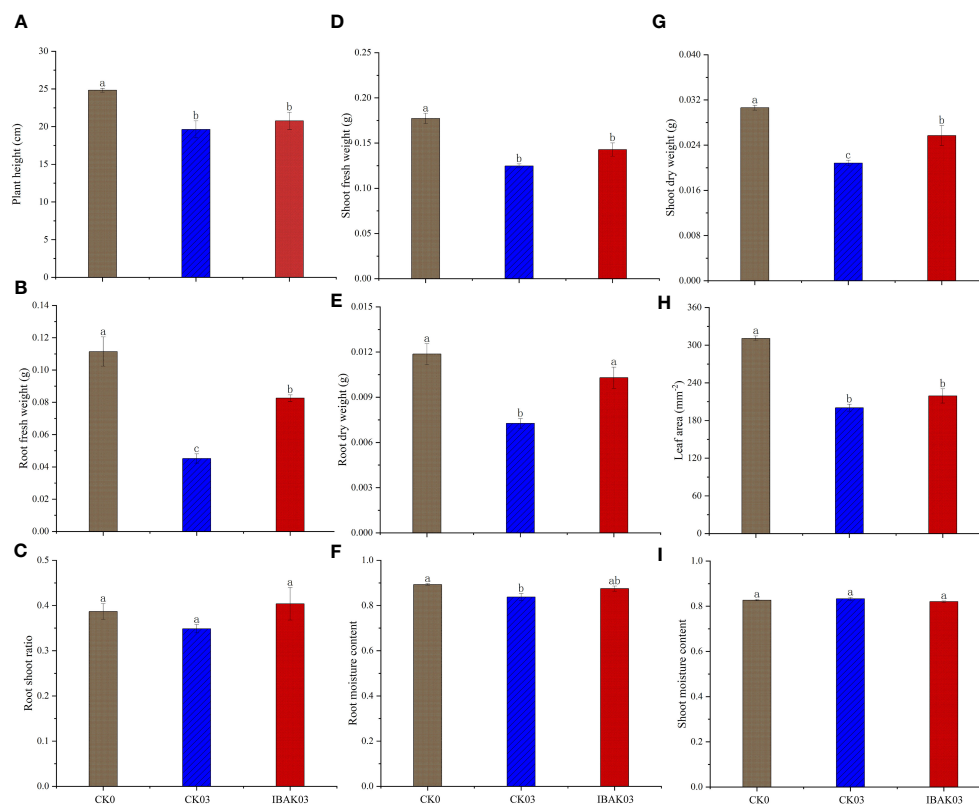 A
Plant height (cm)
30
25
20
15
10
5
0
a
b
b
D
Shoot fresh weight (g)
0.25
0.20
0.15
0.10
0.05
0.00
a
b
b
G
Shoot dry weight (g)
0.040
0.032
0.024
0.016
0.008
0.000
a
c
b
B
Root fresh weight (g)
0.14
0.12
0.10
0.08
0.06
0.04
0.02
0.00
a
c
b
E
Root dry weight (g)
0.015
0.012
0.009
0.006
0.003
0.000
a
b
a
H
Leaf area (mm-2)
360
300
240
180
120
60
0
a
b
b
C
Root shoot ratio
0.5
0.4
0.3
0.2
0.1
0.0
a
a
a
CK0 CK03 IBAK03
F
Root moisture content
1.0
0.8
0.6
0.4
0.2
0.0
a
b
ab
CK0 CK03 IBAK03
I
Shoot moisture content
1.0
0.8
0.6
0.4
0.2
0.0
a
a
a
CK0 CK03 IBAK03